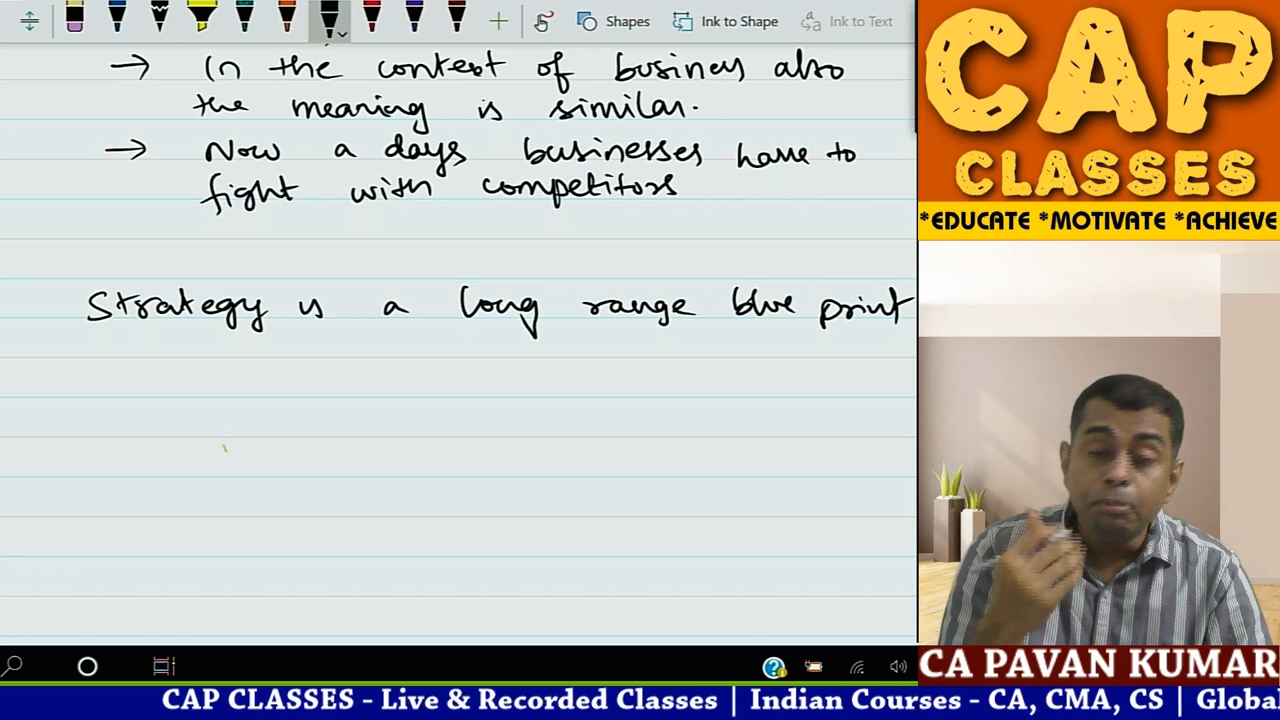 Shapes
Ink to Shape
Ink to Text
→ In the context of business also
the meaning is similar.
→ Now a days businesses have to
fight with competitors
Strategy is a long range blue print
CAP
CLASSES
*EDUCATE *MOTIVATE *ACHIEVE
CA PAVAN KUMAR
CAP CLASSES - Live & Recorded Classes | Indian Courses - CA, CMA, CS | Global